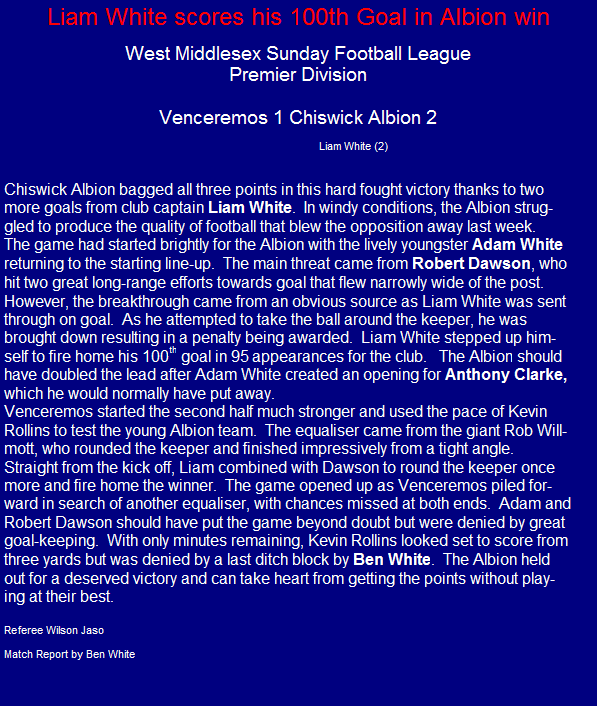 Liam White scores his 100th Goal in Albion win
West Middlesex Sunday Football League
Premier Division
Venceremos 1 Chiswick Albion 2
Liam White (2)
Chiswick Albion bagged all three points in this hard fought victory thanks to two
more goals from club captain Liam White.  In windy conditions, the Albion strug-
gled to produce the quality of football that blew the opposition away last week.
The game had started brightly for the Albion with the lively youngster Adam White
returning to the starting line-up.  The main threat came from Robert Dawson, who
hit two great long-range efforts towards goal that flew narrowly wide of the post.
However, the breakthrough came from an obvious source as Liam White was sent
through on goal.  As he attempted to take the ball around the keeper, he was
brought down resulting in a penalty being awarded.  Liam White stepped up him-
self to fire home his 100th goal in 95 appearances for the club.   The Albion should
have doubled the lead after Adam White created an opening for Anthony Clarke,
which he would normally have put away.
Venceremos started the second half much stronger and used the pace of Kevin
Rollins to test the young Albion team.  The equaliser came from the giant Rob Will-
mott, who rounded the keeper and finished impressively from a tight angle.
Straight from the kick off, Liam combined with Dawson to round the keeper once
more and fire home the winner.  The game opened up as Venceremos piled for-
ward in search of another equaliser, with chances missed at both ends.  Adam and
Robert Dawson should have put the game beyond doubt but were denied by great
goal-keeping.  With only minutes remaining, Kevin Rollins looked set to score from
three yards but was denied by a last ditch block by Ben White.  The Albion held
out for a deserved victory and can take heart from getting the points without play-
ing at their best.
Referee Wilson Jaso
Match Report by Ben White